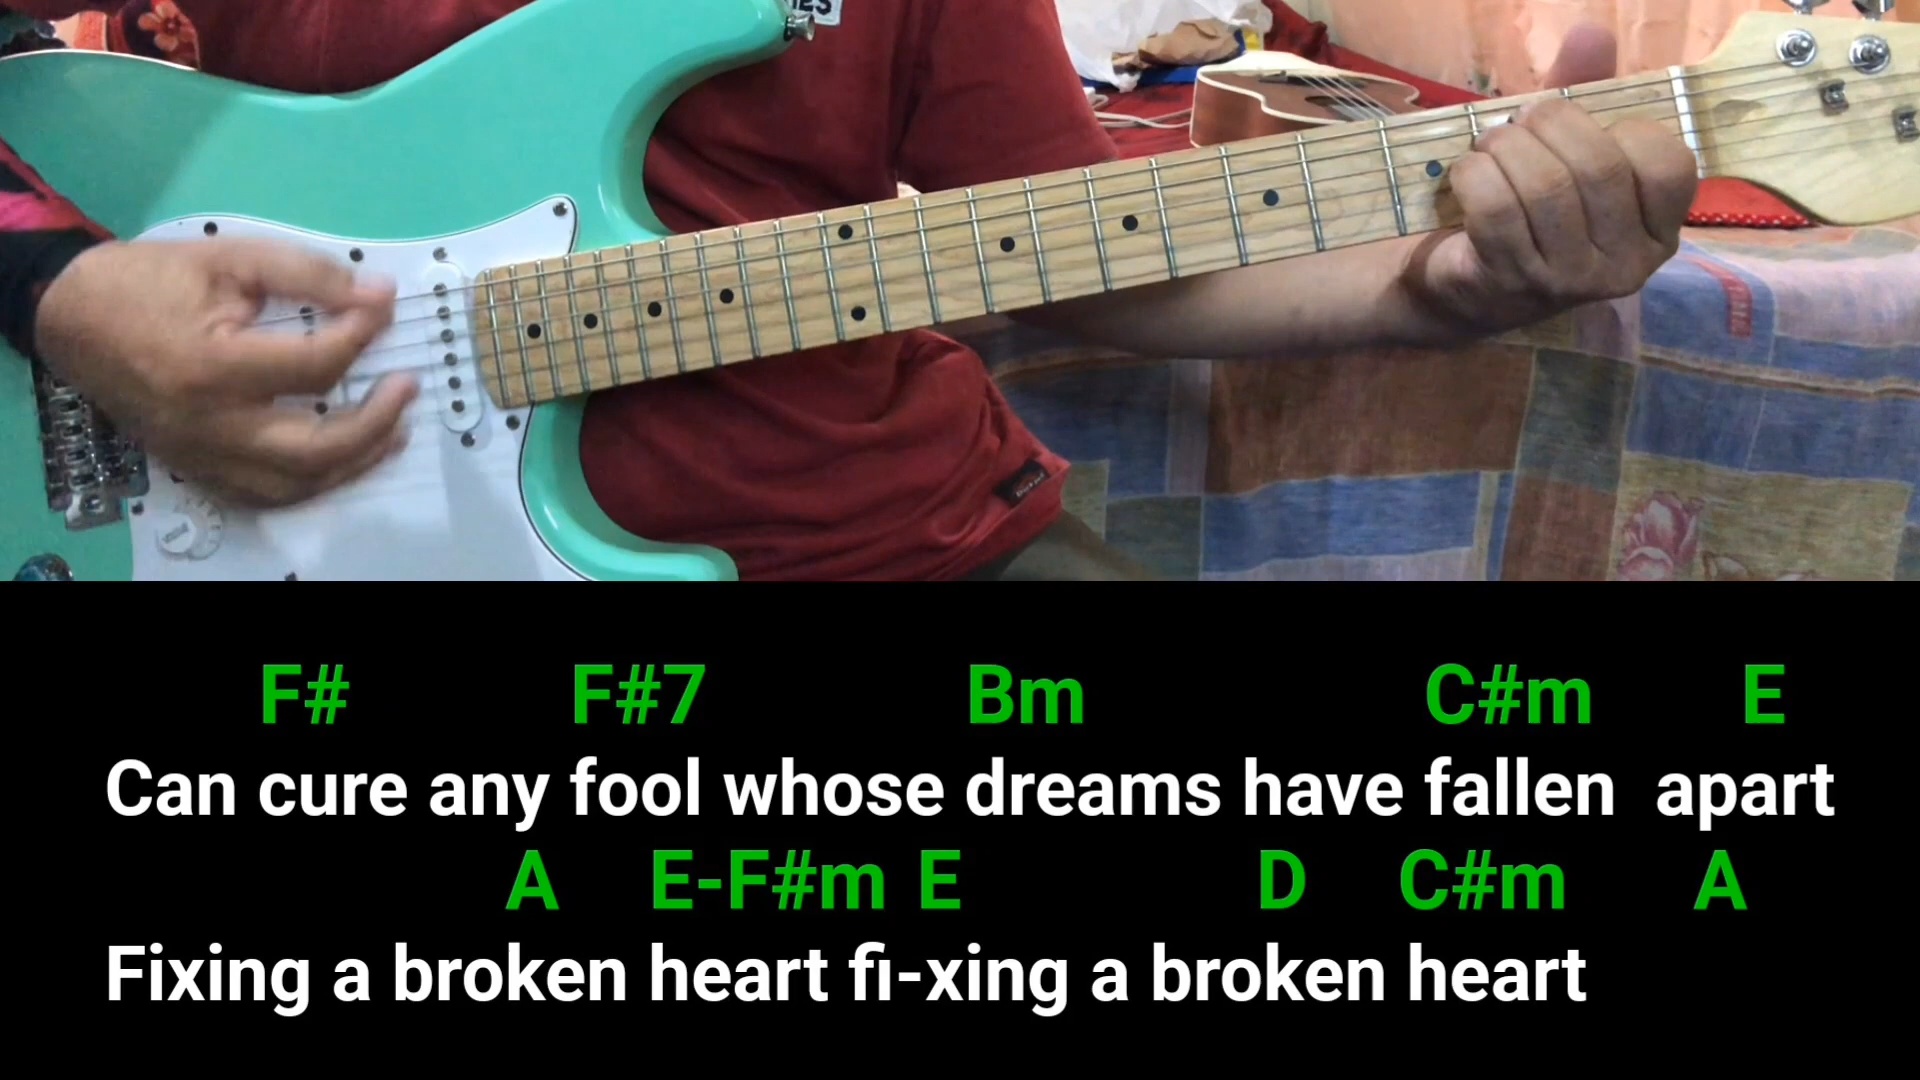 F# F#7 Bm C#m E
Can cure any fool whose dreams have fallen apart
A E-F#m E D C#m A
Fixing a broken heart fi-xing a broken heart